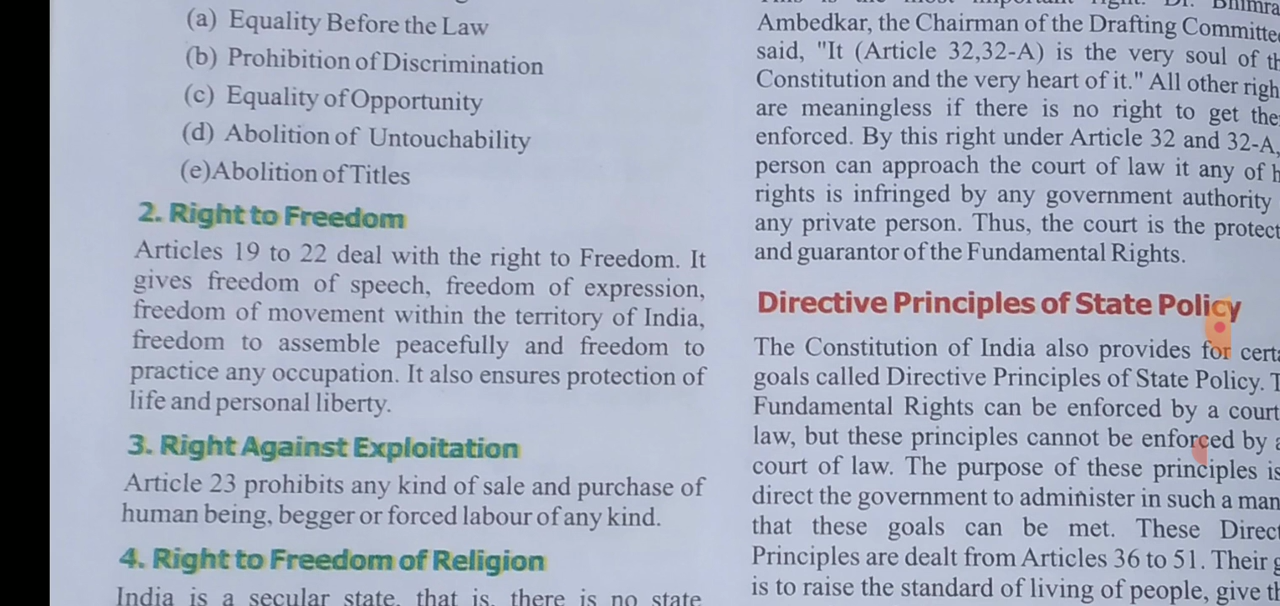 (a) Equality Before the Law
(b) Prohibition of Discrimination
(c) Equality of Opportunity
(d) Abolition of Untouchability
(e)Abolition of Titles
2. Right to Freedom
Articles 19 to 22 deal with the right to Freedom. It
gives freedom of speech, freedom of expression,
freedom of movement within the territory of India,
freedom to assemble peacefully and freedom to
practice any occupation. It also ensures protection of
life and personal liberty.
3. Right Against Exploitation
Article 23 prohibits any kind of sale and purchase of
human being, begger or forced labour of any kind.
4. Right to Freedom of Religion
India is a secular state, that is, there is no state
This is the most important right. Dr.
Ambedkar, the Chairman of the Drafting
said, "It (Article 32,32-A) is the very soul of
Constitution and the very heart of it." All other
are meaningless if there is no right to get
enforced. By this right under Article 32 and 32-A,
person can approach the court of law it any of
rights is infringed by any government authority
any private person. Thus, the court is the
and guarantor of the Fundamental Rights.
Directive Principles of State Policy
The Constitution of India also provides for
goals called Directive Principles of State Policy.
Fundamental Rights can be enforced by a court
law, but these principles cannot be enforced by
court of law. The purpose of these principles is
direct the government to administer in such a
that these goals can be met. These
Principles are dealt from Articles 36 to 51. Their
is to raise the standard of living of people, give